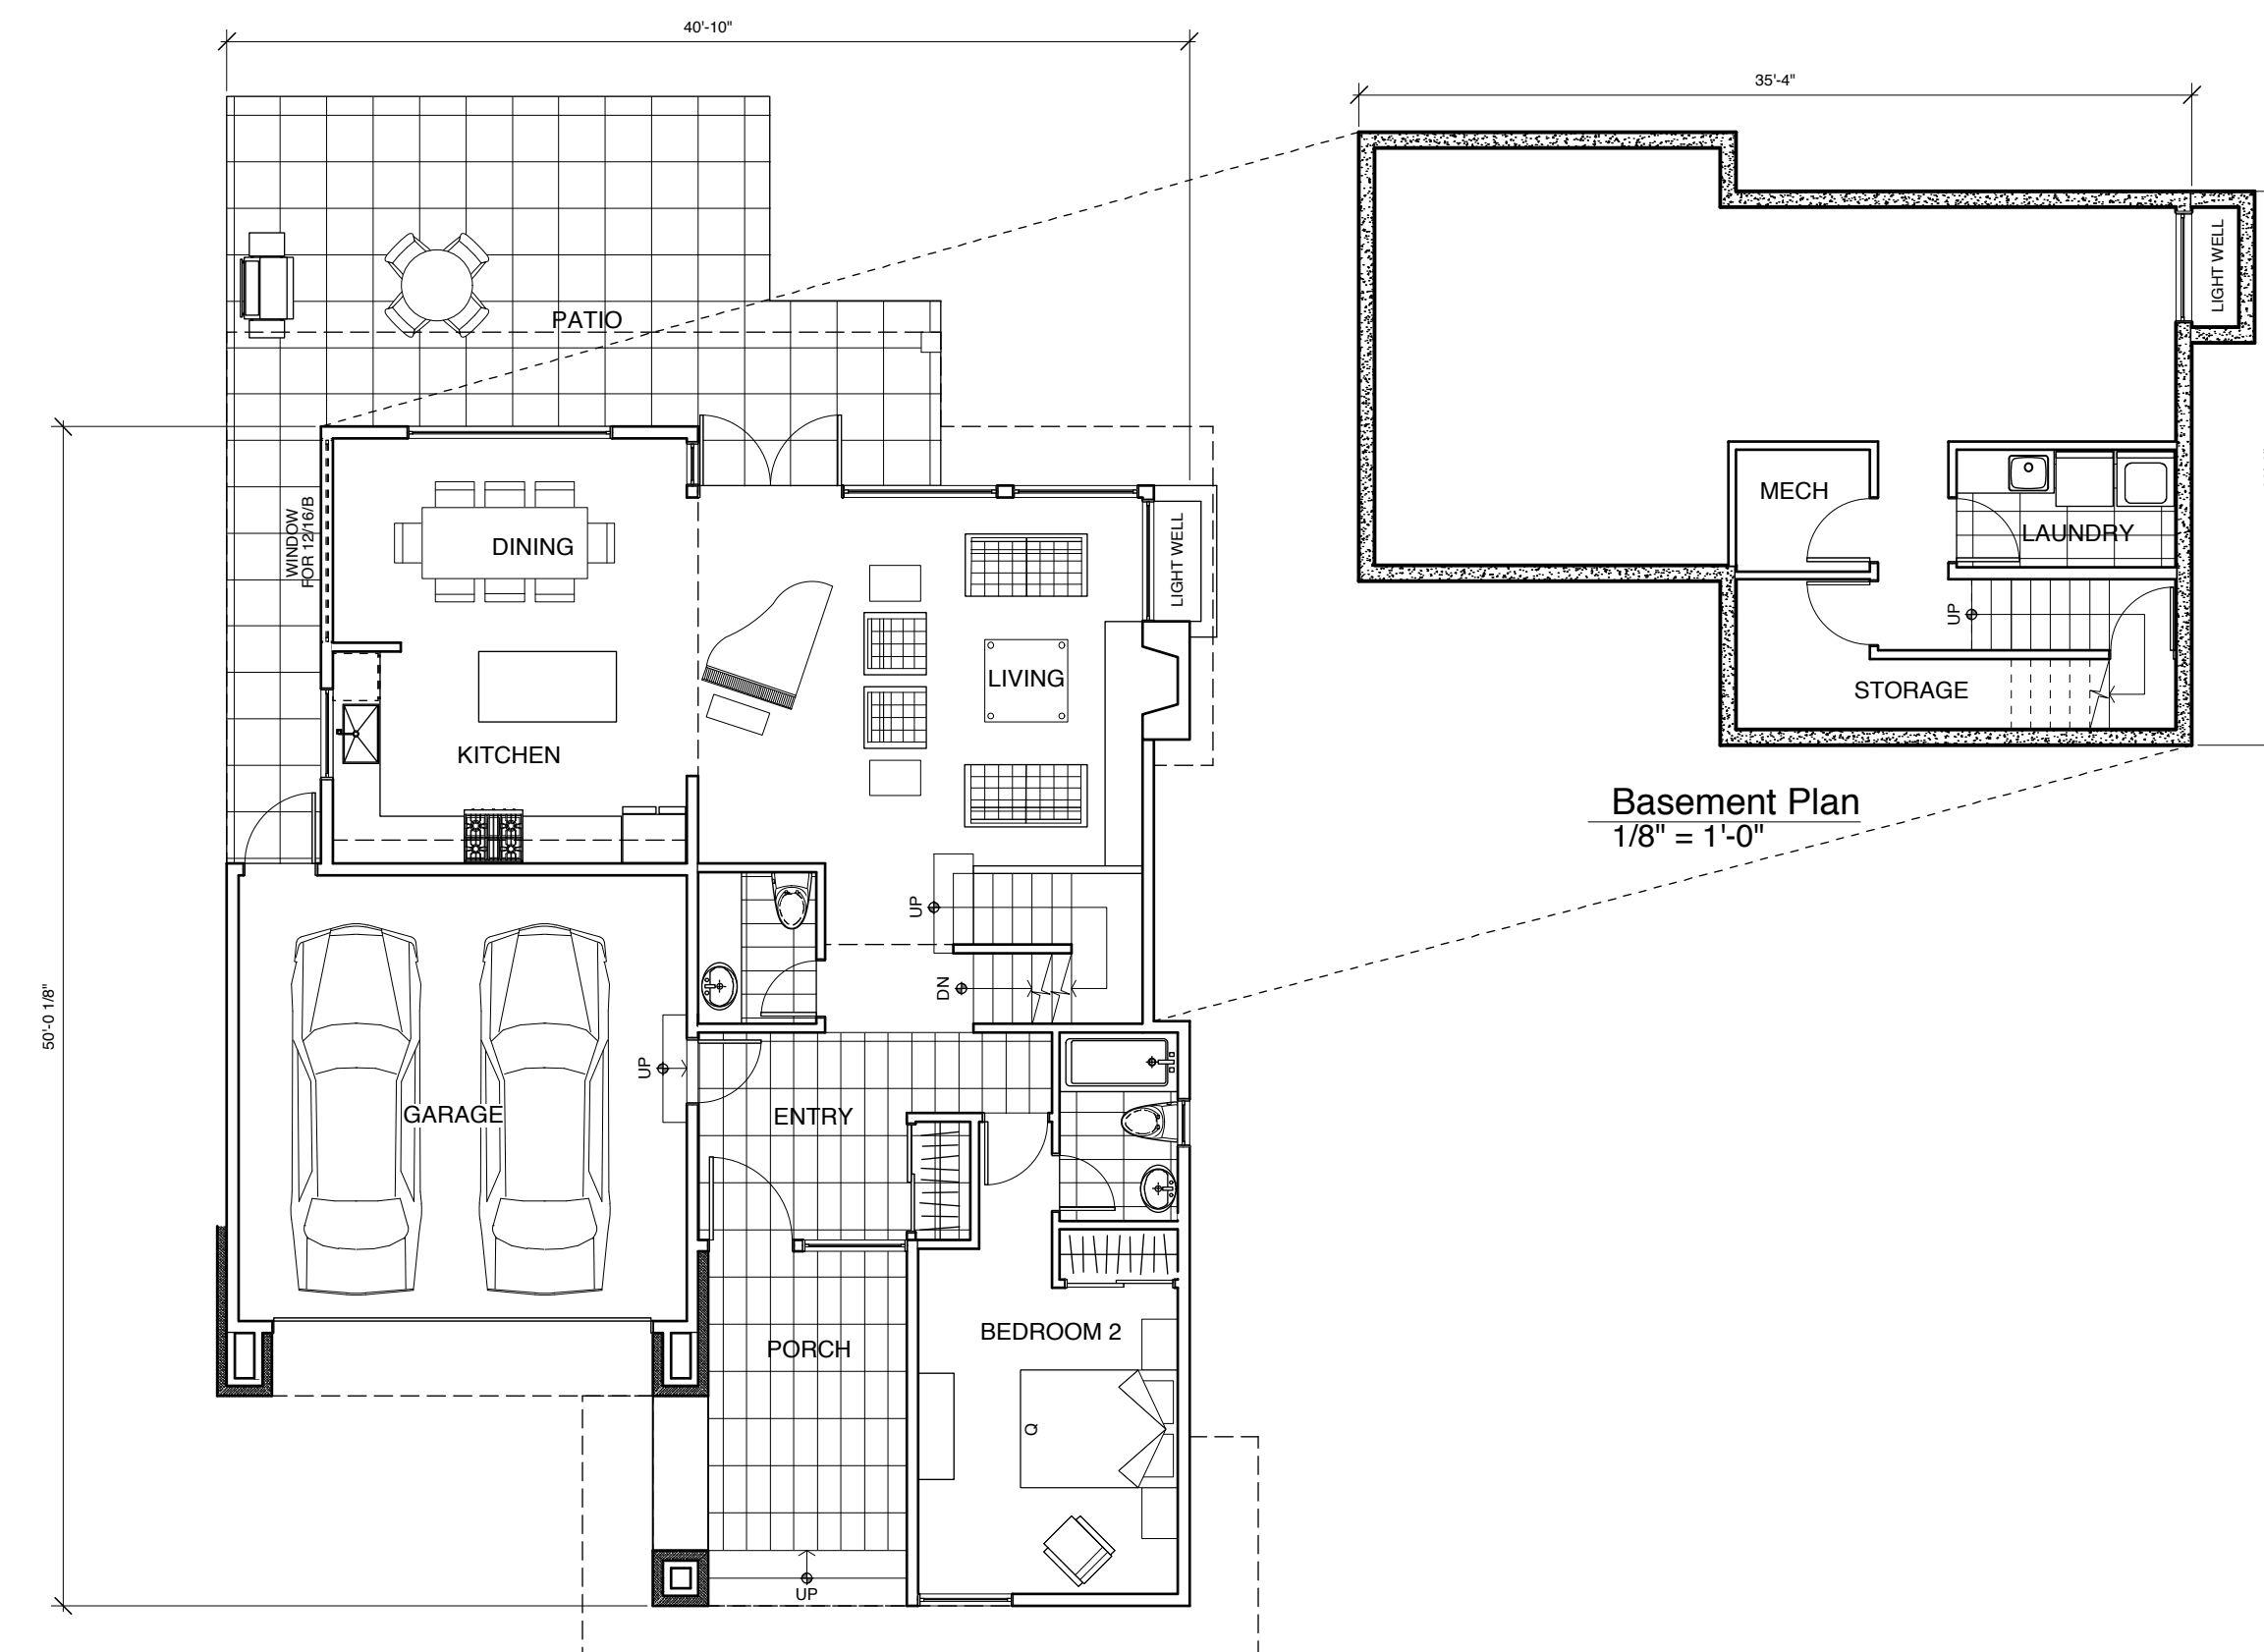 40'-10"
35'-4"
PATIO
LIGHT WELL
MECH
LAUNDRY
WINDOW
FOR 12/16/B
DINING
LIGHT WELL
UP
LIVING
STORAGE
KITCHEN
Basement Plan
1/8" = 1'-0"
UP
DN
50'-0 1/8"
UP
GARAGE
ENTRY
BEDROOM 2
PORCH
Q
UP